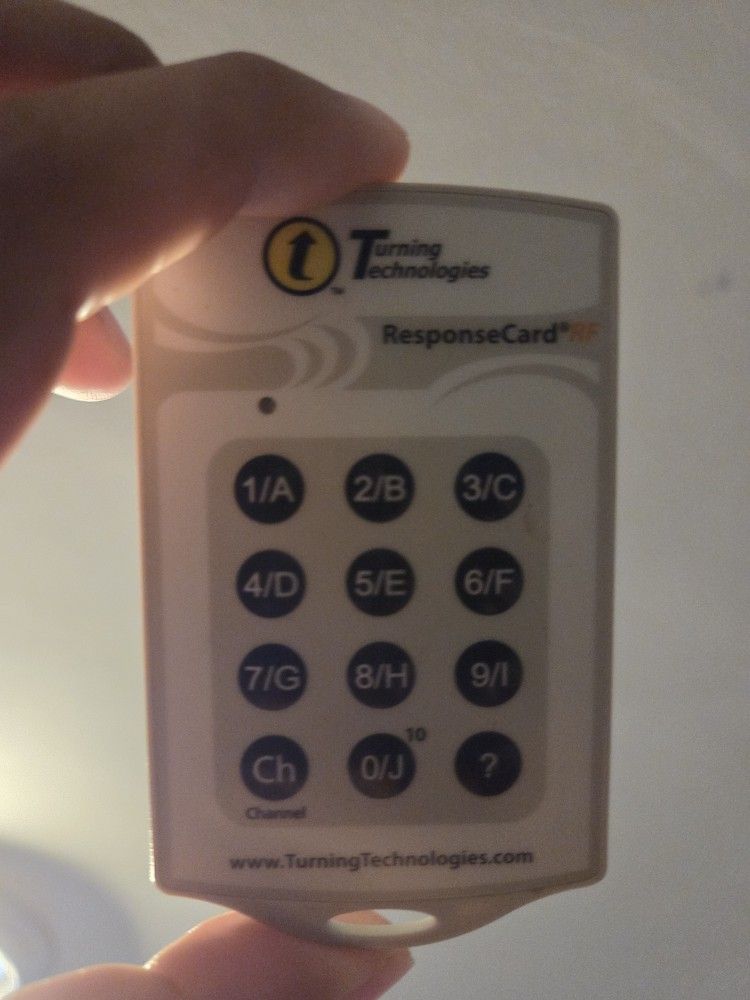 t Turning
Technologies
™
ResponseCard®RF
1/A 2/B 3/C
4/D 5/E 6/F
7/G 8/H 9/I
10
Ch 0/J ?
Channel
www.TurningTechnologies.com